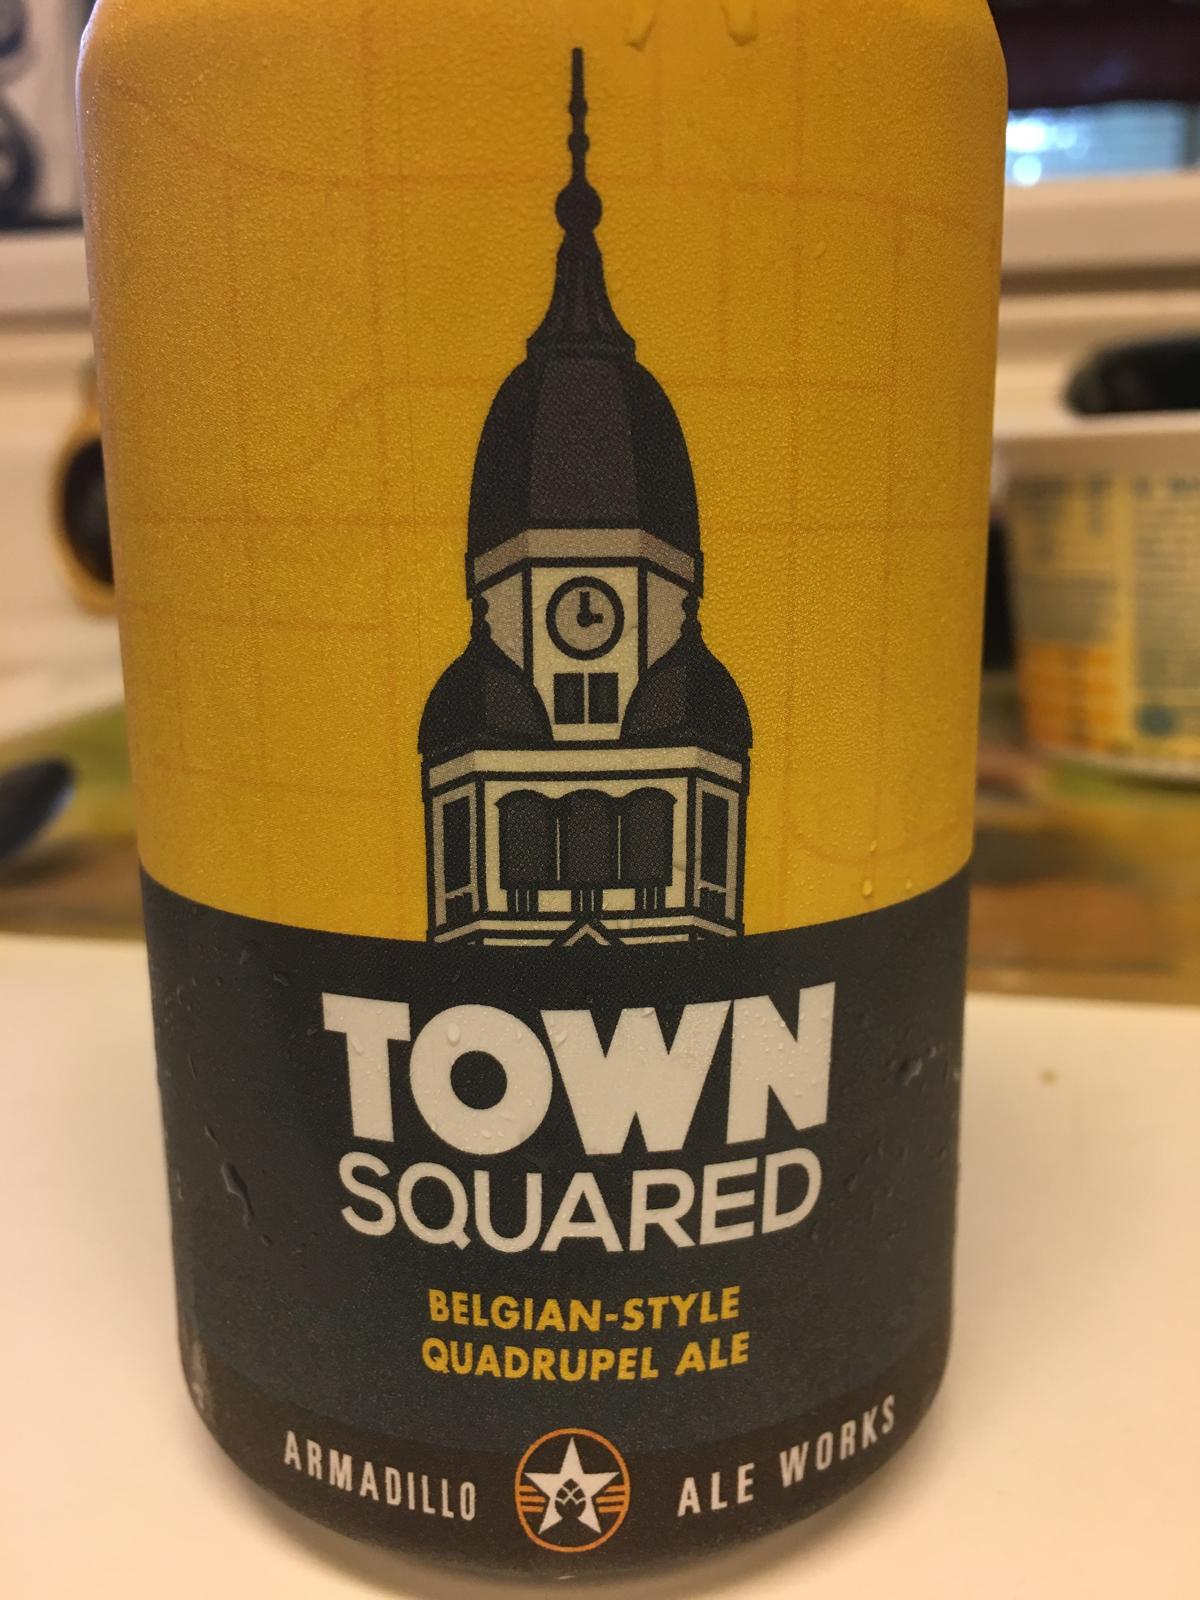 TOWN
SQUARED
BELGIAN-STYLE
QUADRUPEL ALE
ARMADILLO ALE WORKS